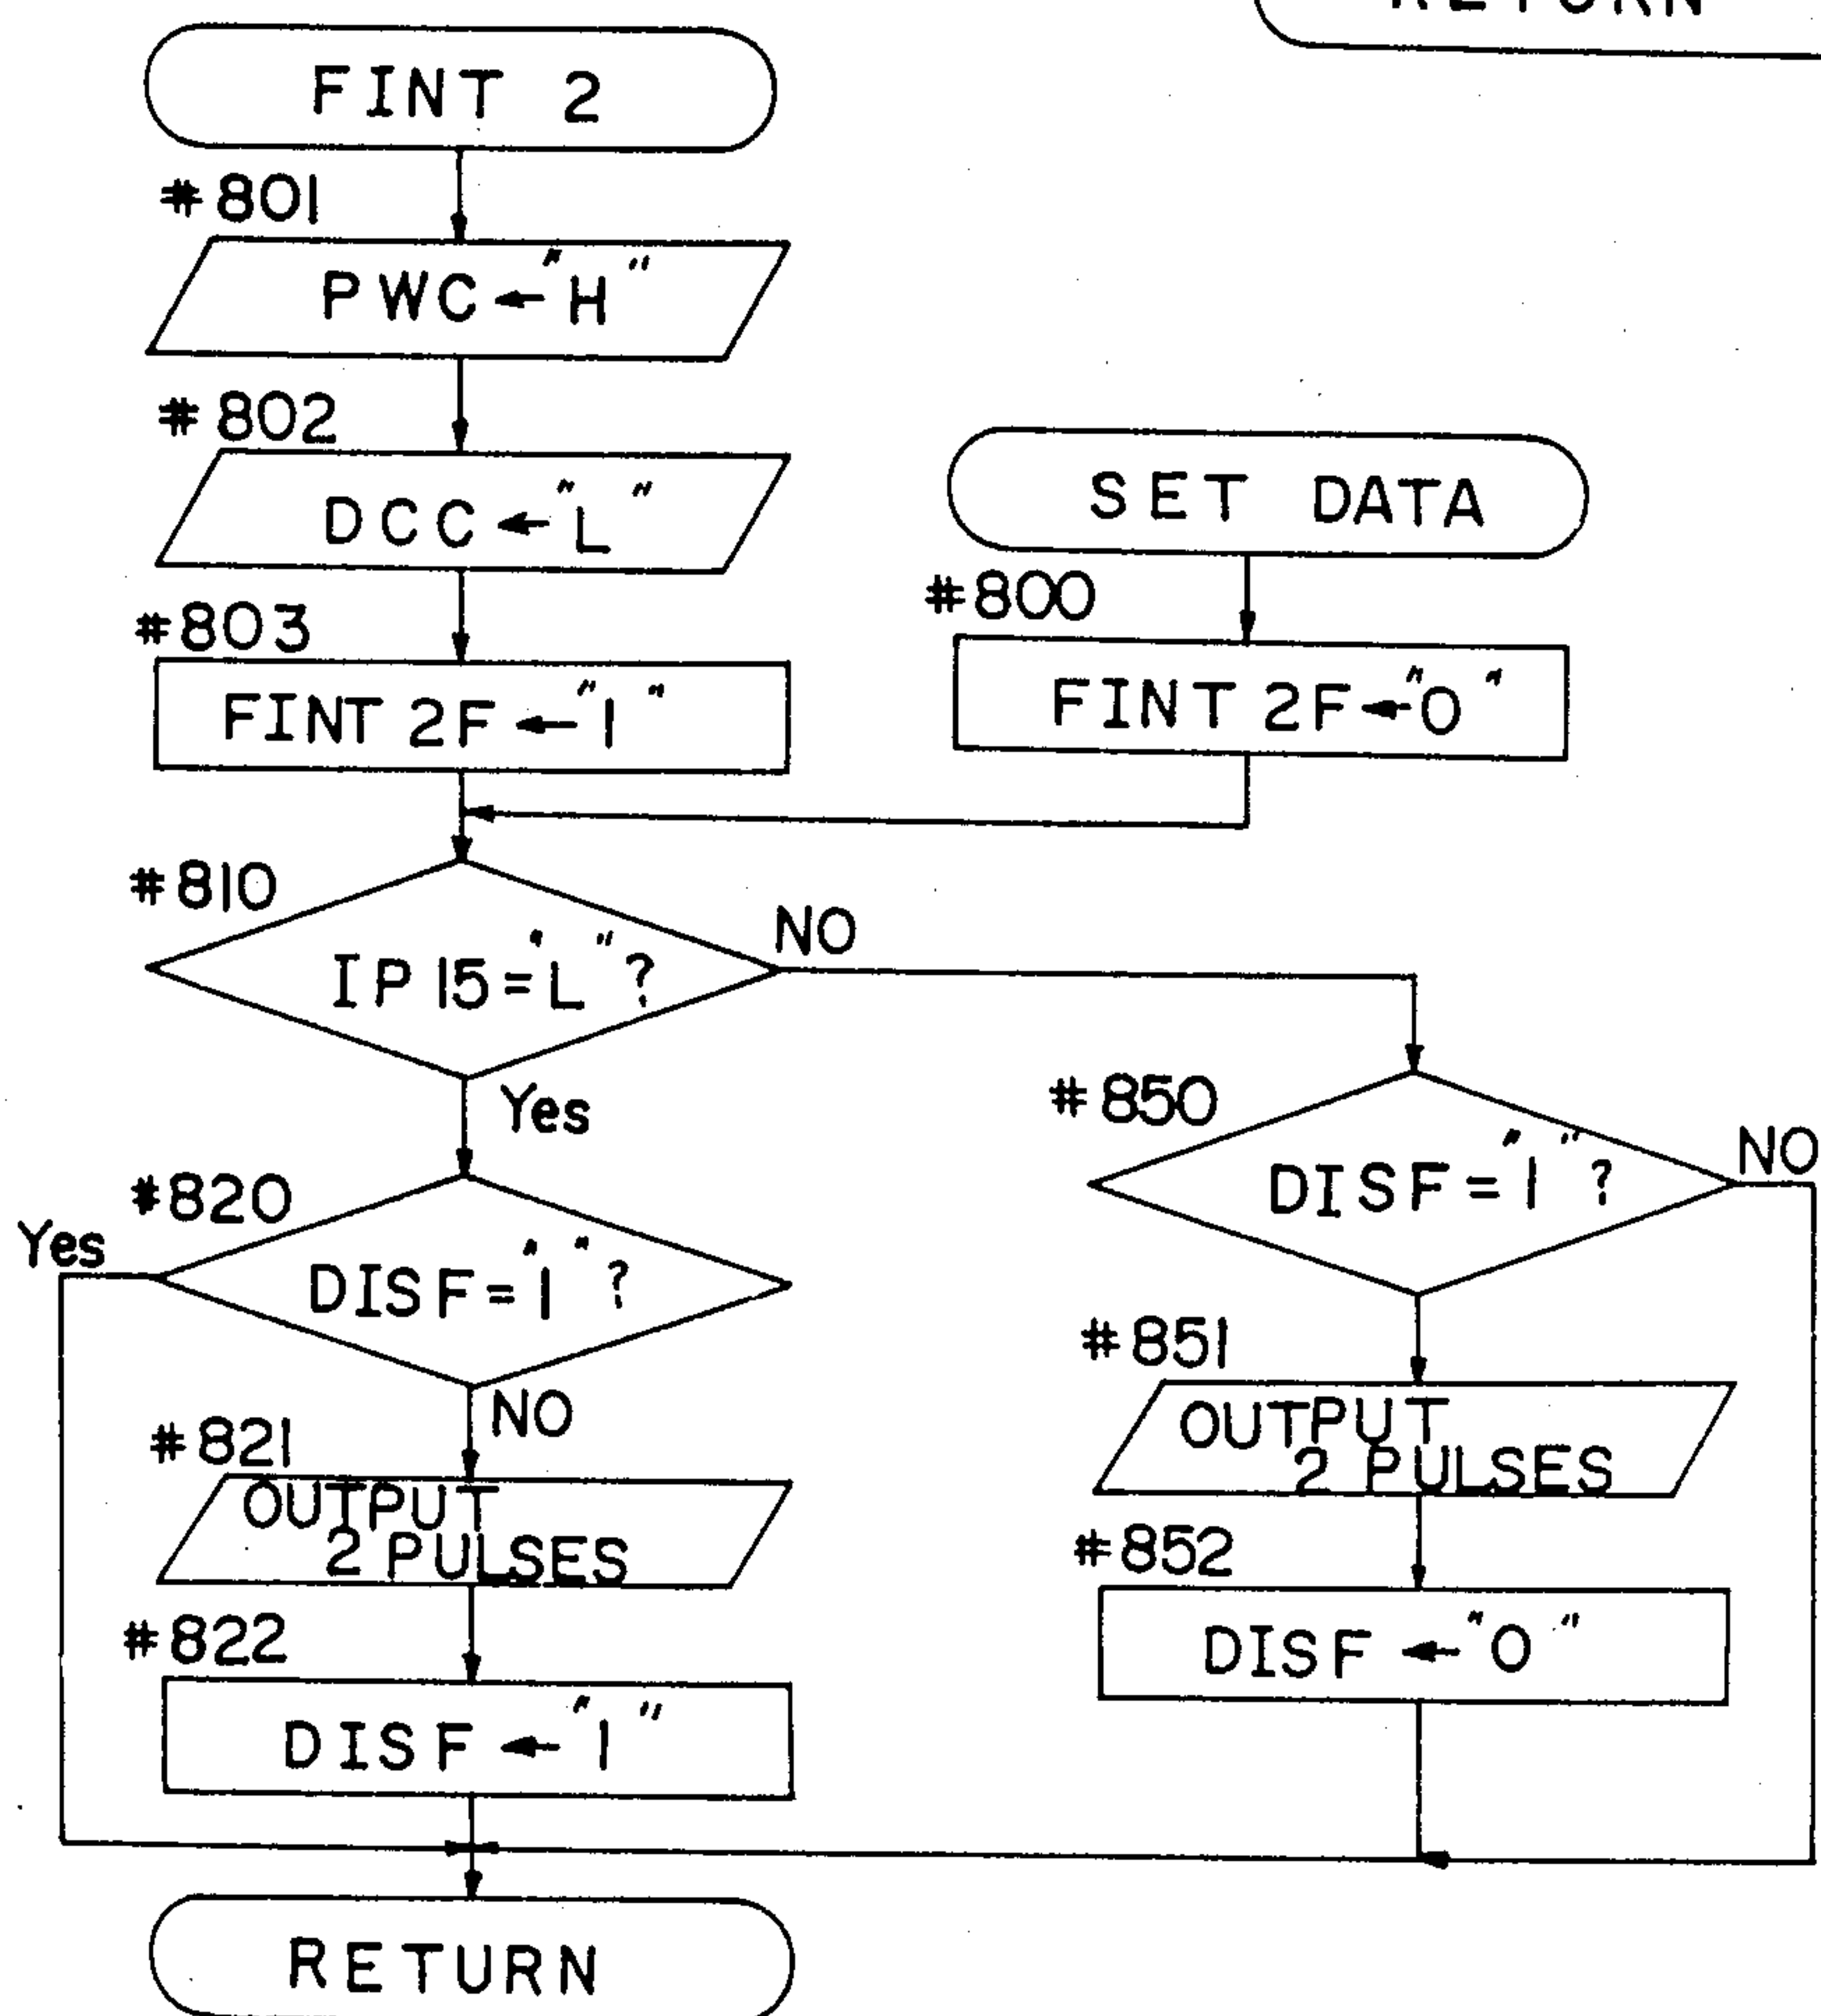 RETURN
FINT 2
#801
PWC ← "H"
#802
DCC ← "L"
#803
FINT 2F ← "1"
SET DATA
#800
FINT 2F ← "0"
#810
IP 15 = "L" ?
NO
Yes
#820
DISF = "1" ?
Yes
NO
#821
OUTPUT
2 PULSES
#822
DISF ← "1"
#850
DISF = "1" ?
NO
#851
OUTPUT
2 PULSES
#852
DISF ← "0"
RETURN